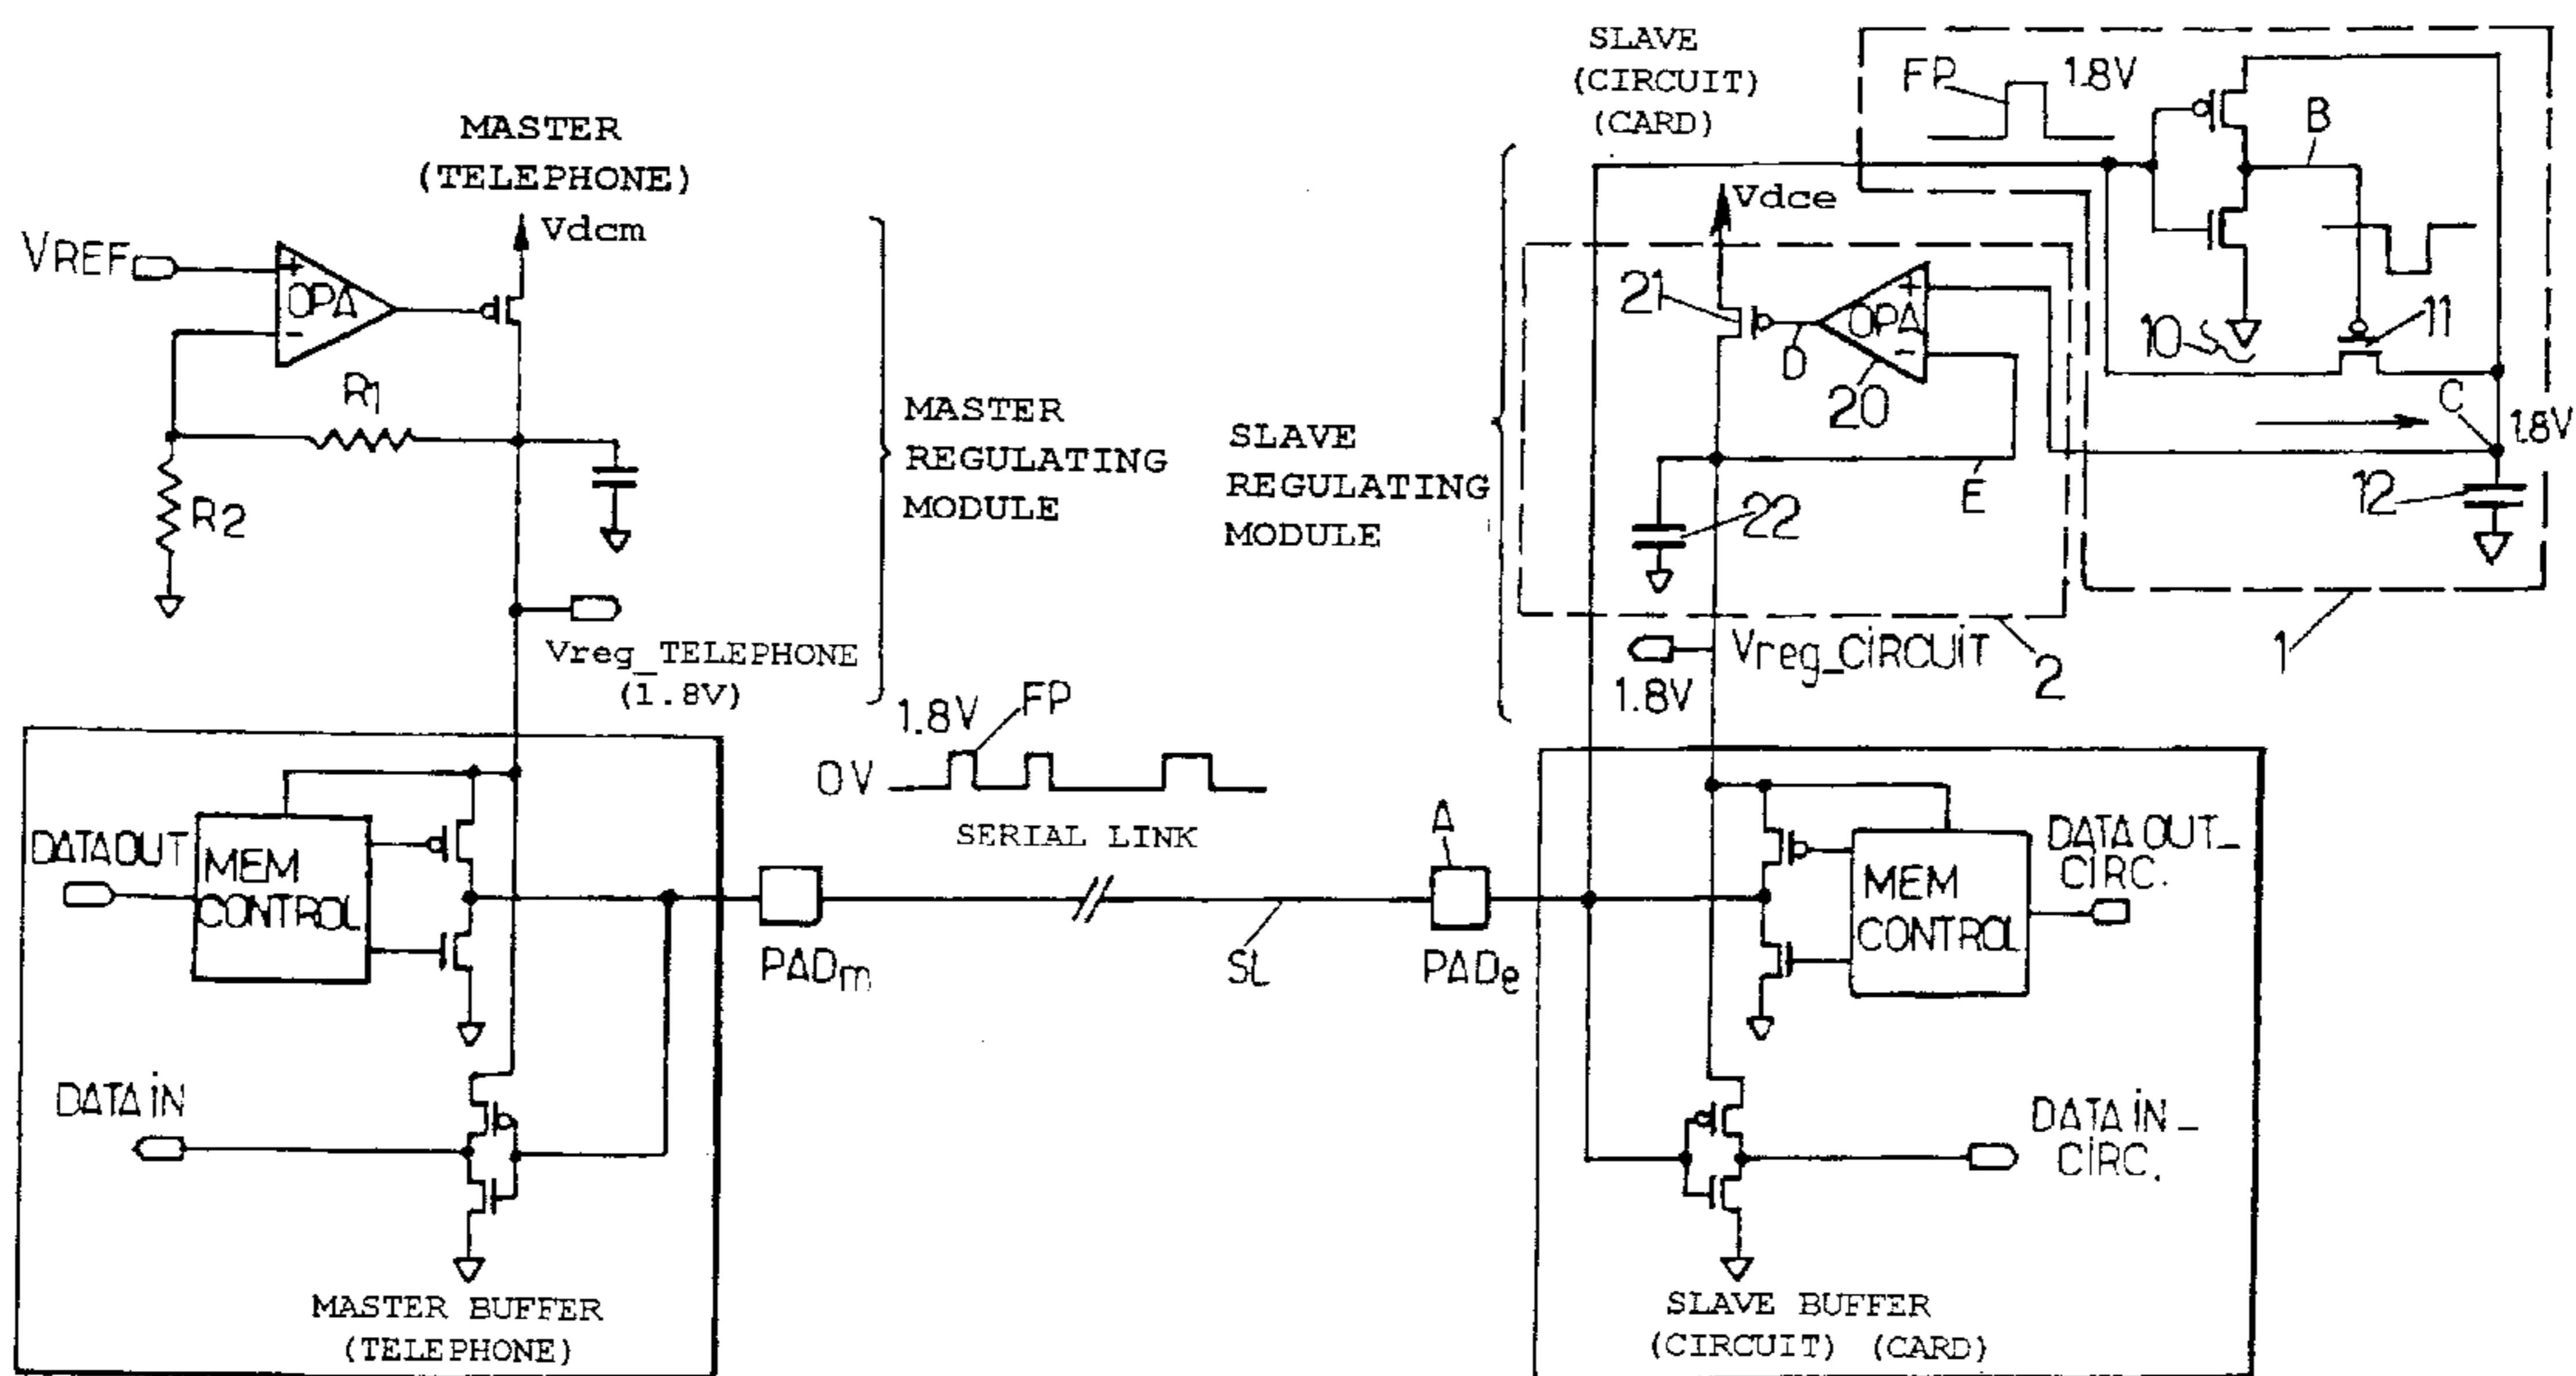 MASTER
(TELEPHONE)
Vdcm
VREF
+
OPA
-
R1
R2
MASTER
REGULATING
MODULE
Vreg_TELEPHONE
(1.8V)
SLAVE
(CIRCUIT)
(CARD)
FP
1.8V
B
Vdce
21
+
OPA
-
D
20
10
11
C
1.8V
12
E
22
SLAVE
REGULATING
MODULE
Vreg_CIRCUIT
1.8V
2
1
1.8V
FP
0V
SERIAL LINK
DATA OUT
MEM
CONTROL
DATA IN
PADm
SL
A
PADe
MEM
CONTROL
DATA OUT_
CIRC.
DATA IN_
CIRC.
MASTER BUFFER
(TELEPHONE)
SLAVE BUFFER
(CIRCUIT) (CARD)